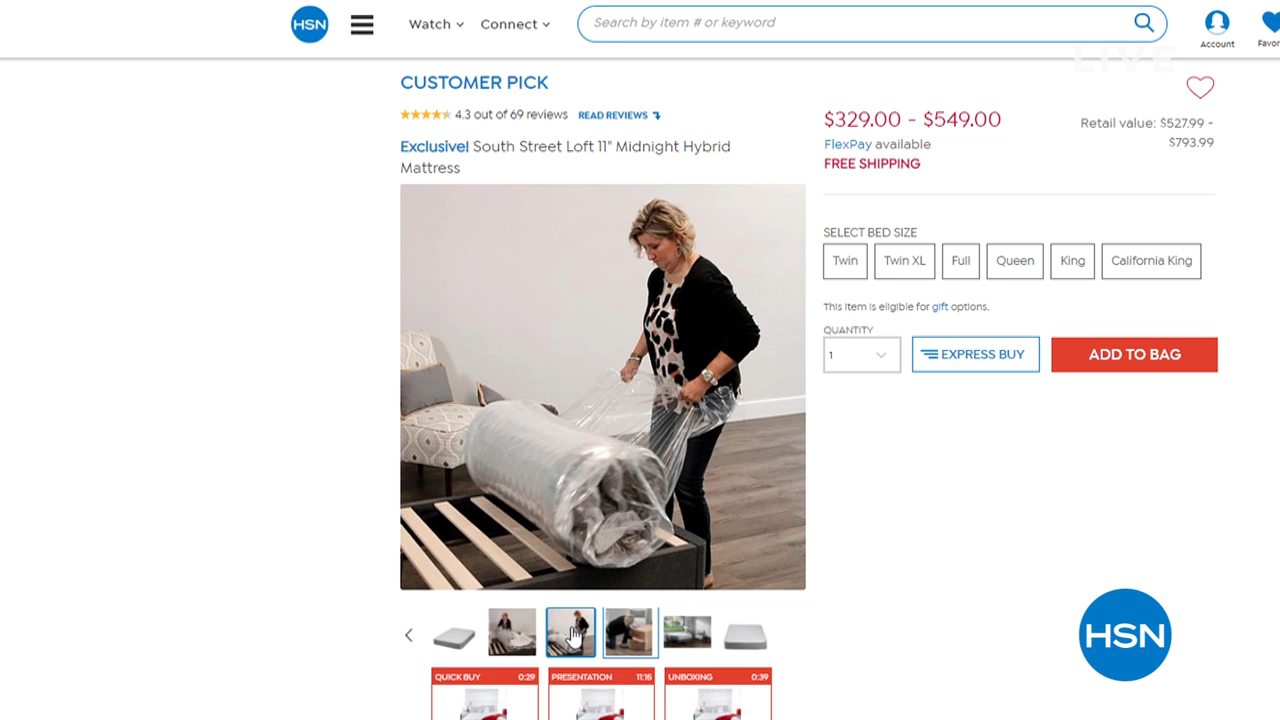 HSN
Watch
Connect
Search by item # or keyword
Account
Favor
LIVE
CUSTOMER PICK
4.3 out of 69 reviews READ REVIEWS
Exclusive! South Street Loft 11" Midnight Hybrid
Mattress
$329.00 - $549.00
FlexPay available
FREE SHIPPING
Retail value: $527.99 -
$793.99
SELECT BED SIZE
Twin
Twin XL
Full
Queen
King
California King
This item is eligible for gift options.
QUANTITY
1
EXPRESS BUY
ADD TO BAG
HSN
QUICK BUY 0:29
PRESENTATION 11:16
UNBOXING 0:39